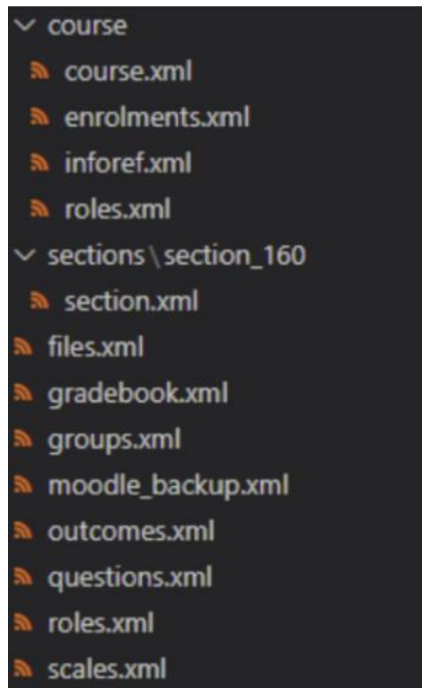 course
course.xml
enrolments.xml
inforef.xml
roles.xml
sections\section_160
section.xml
files.xml
gradebook.xml
groups.xml
moodle_backup.xml
outcomes.xml
questions.xml
roles.xml
scales.xml